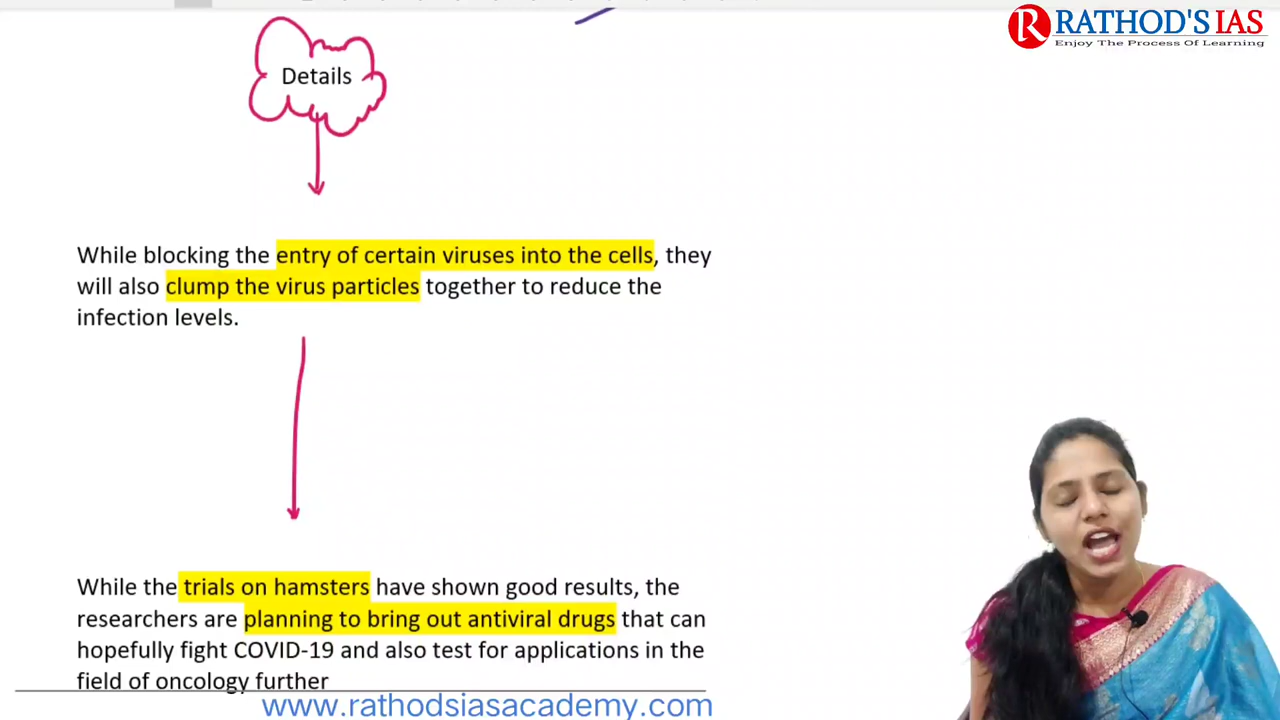 RATHOD'S IAS
Enjoy The Process Of Learning
Details
While blocking the entry of certain viruses into the cells, they
will also clump the virus particles together to reduce the
infection levels.
While the trials on hamsters have shown good results, the
researchers are planning to bring out antiviral drugs that can
hopefully fight COVID-19 and also test for applications in the
field of oncology further
www.rathodsiasacademy.com